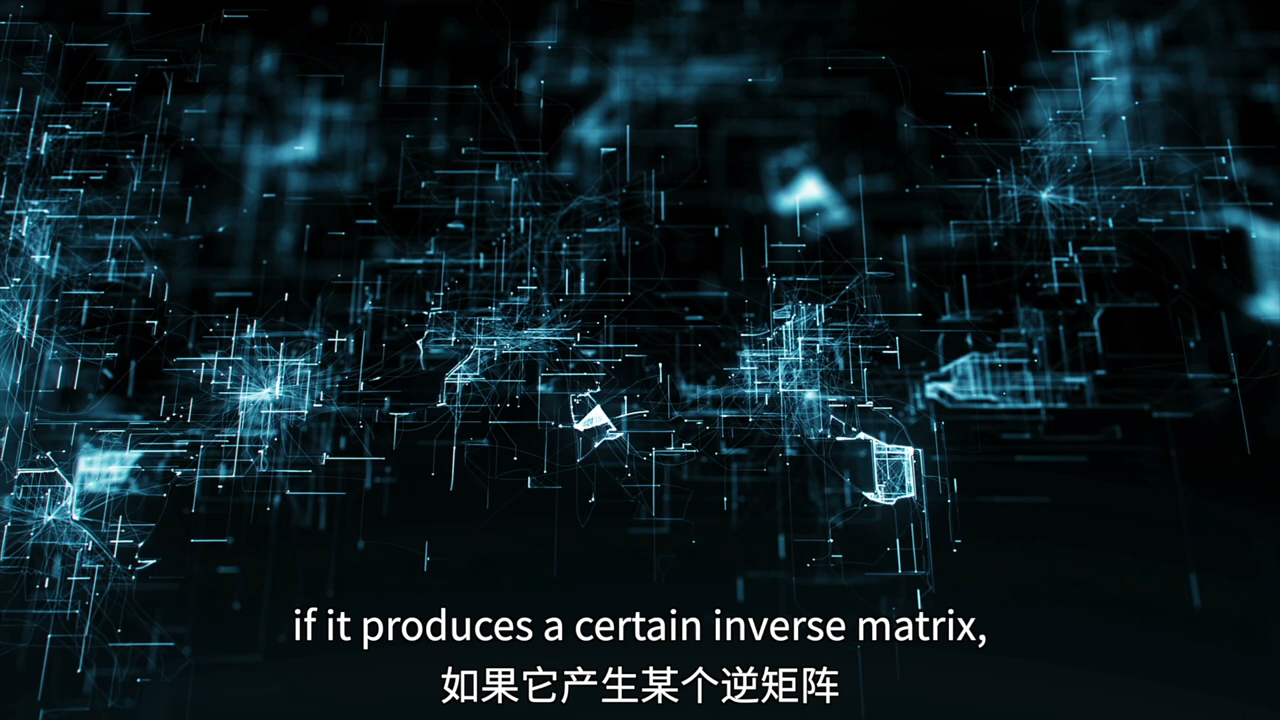 if it produces a certain inverse matrix,
如果它产生某个逆矩阵